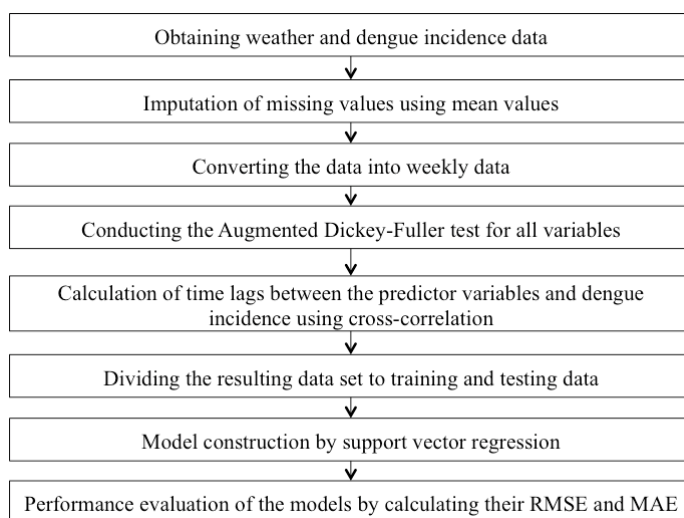 Obtaining weather and dengue incidence data
Imputation of missing values using mean values
Converting the data into weekly data
Conducting the Augmented Dickey-Fuller test for all variables
Calculation of time lags between the predictor variables and dengue
incidence using cross-correlation
Dividing the resulting data set to training and testing data
Model construction by support vector regression
Performance evaluation of the models by calculating their RMSE and MAE